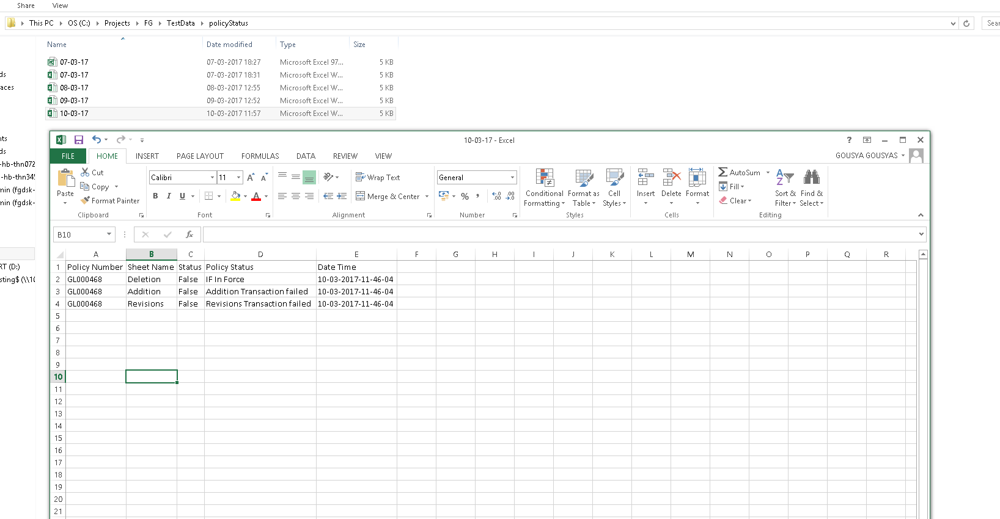 Share View
This PC OS (C:) Projects FG TestData policyStatus Sear
Name Date modified Type Size
07-03-17 07-03-2017 18:27 Microsoft Excel 97... 5 KB
ds 07-03-17 07-03-2017 18:31 Microsoft Excel W... 5 KB
aces 08-03-17 08-03-2017 12:55 Microsoft Excel W... 5 KB
09-03-17 09-03-2017 12:52 Microsoft Excel W... 5 KB
10-03-17 10-03-2017 11:57 Microsoft Excel W... 5 KB
nts
ds
-hb-thn072
-hb-thn345
min (fgdsk-
min (fgdsk-
RT (D:)
sting$ (\\10
10-03-17 - Excel ?
FILE HOME INSERT PAGE LAYOUT FORMULAS DATA REVIEW VIEW GOUSYA GOUSYAS
Paste Cut Calibri 11 A A Wrap Text General Conditional Formatting Format as Table Cell Styles Insert Delete Format AutoSum Sort & Filter Find & Select
Copy B I U A Merge & Center % , Fill
Format Painter Clear
Clipboard Font Alignment Number Styles Cells Editing
B10 fx
A B C D E F G H I J K L M N O P Q R
1 Policy Number Sheet Name Status Policy Status Date Time
2 GL000468 Deletion False IF In Force 10-03-2017-11-46-04
3 GL000468 Addition False Addition Transaction failed 10-03-2017-11-46-04
4 GL000468 Revisions False Revisions Transaction failed 10-03-2017-11-46-04
5
6
7
8
9
10
11
12
13
14
15
16
17
18
19
20
21